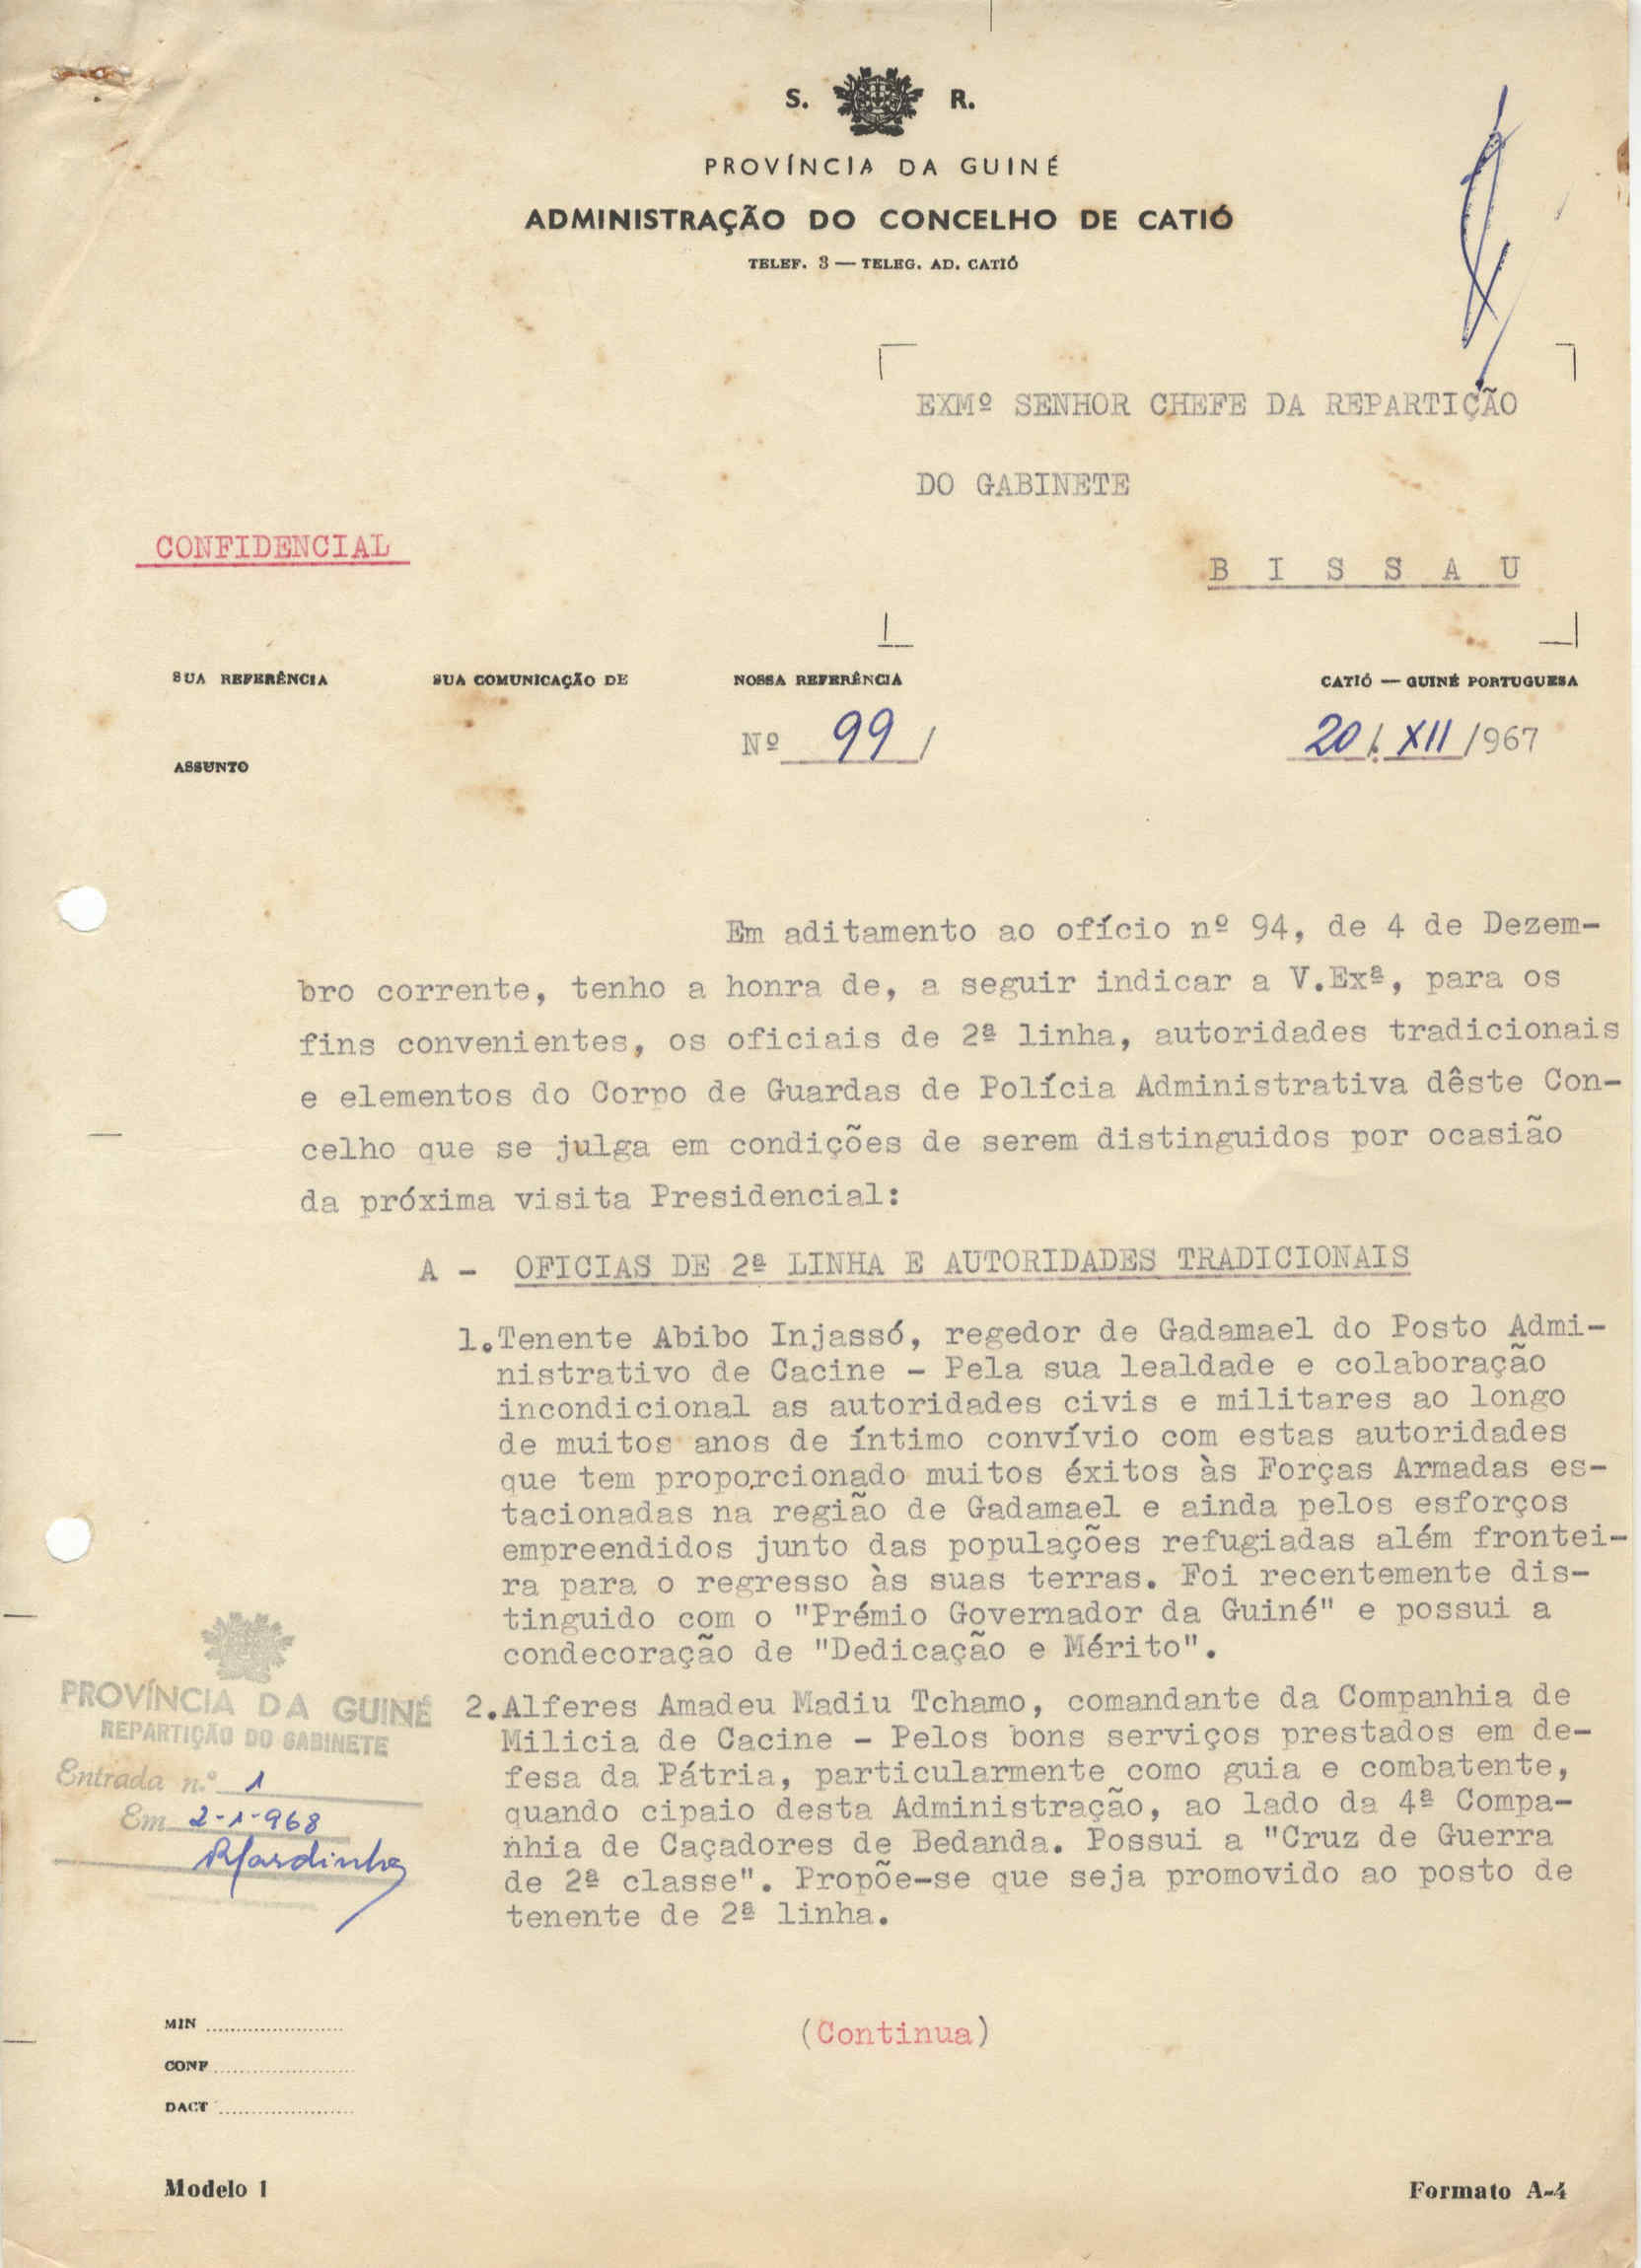 S. R.
PROVÍNCIA DA GUINÉ
ADMINISTRAÇÃO DO CONCELHO DE CATIÓ
TELEF. 3 — TELEG. AD. CATIÓ
EXMº SENHOR CHEFE DA REPARTIÇÃO
DO GABINETE
CONFIDENCIAL
B I S S A U
SUA REFERÊNCIA SUA COMUNICAÇÃO DE NOSSA REFERÊNCIA CATIÓ — GUINÉ PORTUGUESA
Nº 99/ 20/.XII/1967
ASSUNTO
Em aditamento ao ofício nº 94, de 4 de Dezem-
bro corrente, tenho a honra de, a seguir indicar a V.Exª, para os
fins convenientes, os oficiais de 2ª linha, autoridades tradicionais
e elementos do Corpo de Guardas de Polícia Administrativa dêste Con-
celho que se julga em condições de serem distinguidos por ocasião
da próxima visita Presidencial:
A - OFICIAS DE 2ª LINHA E AUTORIDADES TRADICIONAIS
1.Tenente Abibo Injassó, regedor de Gadamael do Posto Admi-
nistrativo de Cacine - Pela sua lealdade e colaboração
incondicional as autoridades civis e militares ao longo
de muitos anos de íntimo convívio com estas autoridades
que tem proporcionado muitos éxitos às Forças Armadas es-
tacionadas na região de Gadamael e ainda pelos esforços
empreendidos junto das populações refugiadas além frontei-
ra para o regresso às suas terras. Foi recentemente dis-
tinguido com o "Prémio Governador da Guiné" e possui a
condecoração de "Dedicação e Mérito".
2.Alferes Amadeu Madiu Tchamo, comandante da Companhia de
Milicia de Cacine - Pelos bons serviços prestados em de-
fesa da Pátria, particularmente como guia e combatente,
quando cipaio desta Administração, ao lado da 4ª Compa-
nhia de Caçadores de Bedanda. Possui a "Cruz de Guerra
de 2ª classe". Propõe-se que seja promovido ao posto de
tenente de 2ª linha.
PROVÍNCIA DA GUINÉ
REPARTIÇÃO DO GABINETE
Entrada n.º 1
Em 2-1-968
(Continua)
MIN
CONF
DACT
Modelo 1 Formato A-4